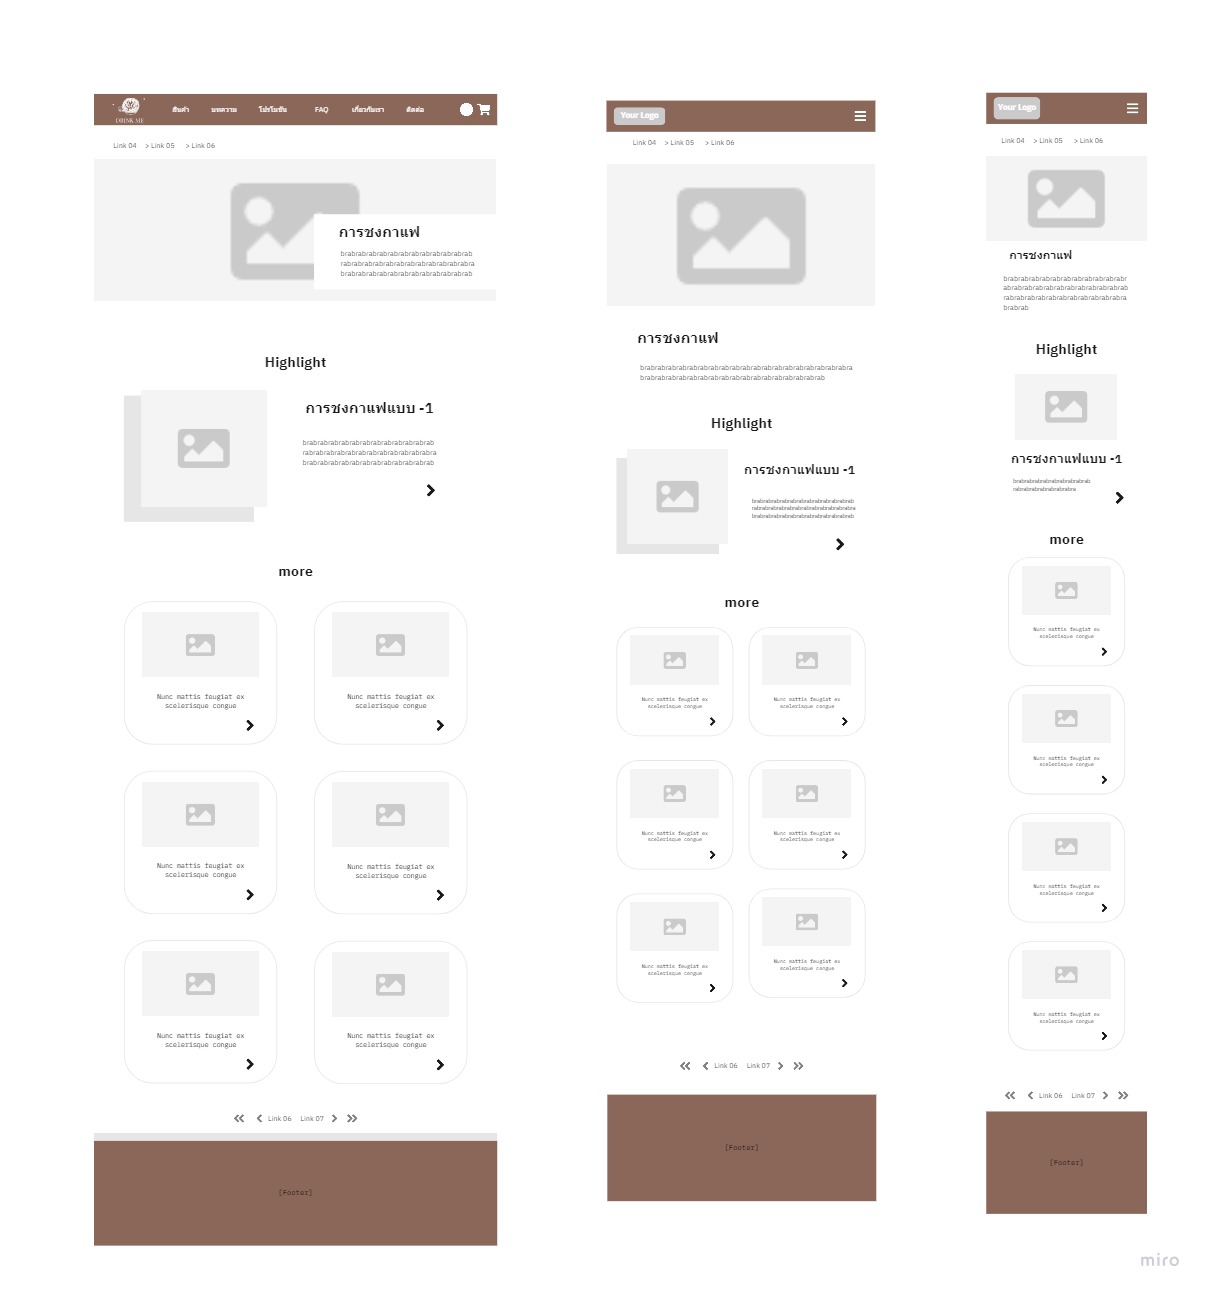 DRINK ME
สินค้า บทความ โปรโมชัน FAQ เกี่ยวกับเรา ติดต่อ
Link 04 > Link 05 > Link 06
การชงกาแฟ
brabrabrabrabrabrabrabrabrabrabrab
rabrabrabrabrabrabrabrabrabrabrabra
brabrabrabrabrabrabrabrabrabrabrab
Highlight
การชงกาแฟแบบ -1
brabrabrabrabrabrabrabrabrabrabrab
rabrabrabrabrabrabrabrabrabrabrabra
brabrabrabrabrabrabrabrabrabrabrab
more
Nunc mattis feugiat ex
scelerisque congue
Nunc mattis feugiat ex
scelerisque congue
Nunc mattis feugiat ex
scelerisque congue
Nunc mattis feugiat ex
scelerisque congue
Nunc mattis feugiat ex
scelerisque congue
Nunc mattis feugiat ex
scelerisque congue
Link 06 Link 07
[Footer]
Your Logo
Link 04 > Link 05 > Link 06
การชงกาแฟ
brabrabrabrabrabrabrabrabrabrabrabrabrabrabrabrabrabrabra
brabrabrabrabrabrabrabrabrabrabrabrabrabrabrabrab
Highlight
การชงกาแฟแบบ -1
brabrabrabrabrabrabrabrabrabrabrab
rabrabrabrabrabrabrabrabrabrabrabra
brabrabrabrabrabrabrabrabrabrabrab
more
Nunc mattis feugiat ex
scelerisque congue
Nunc mattis feugiat ex
scelerisque congue
Nunc mattis feugiat ex
scelerisque congue
Nunc mattis feugiat ex
scelerisque congue
Nunc mattis feugiat ex
scelerisque congue
Nunc mattis feugiat ex
scelerisque congue
Link 06 Link 07
[Footer]
Your Logo
Link 04 > Link 05 > Link 06
การชงกาแฟ
brabrabrabrabrabrabrabrabrabrabr
abrabrabrabrabrabrabrabrabrabrab
rabrabrabrabrabrabrabrabrabrabra
brabrab
Highlight
การชงกาแฟแบบ -1
brabrabrabrabrabrabrabrab
rabrabrabrabrabrabra
more
Nunc mattis feugiat ex
scelerisque congue
Nunc mattis feugiat ex
scelerisque congue
Nunc mattis feugiat ex
scelerisque congue
Nunc mattis feugiat ex
scelerisque congue
Link 06 Link 07
[Footer]
miro